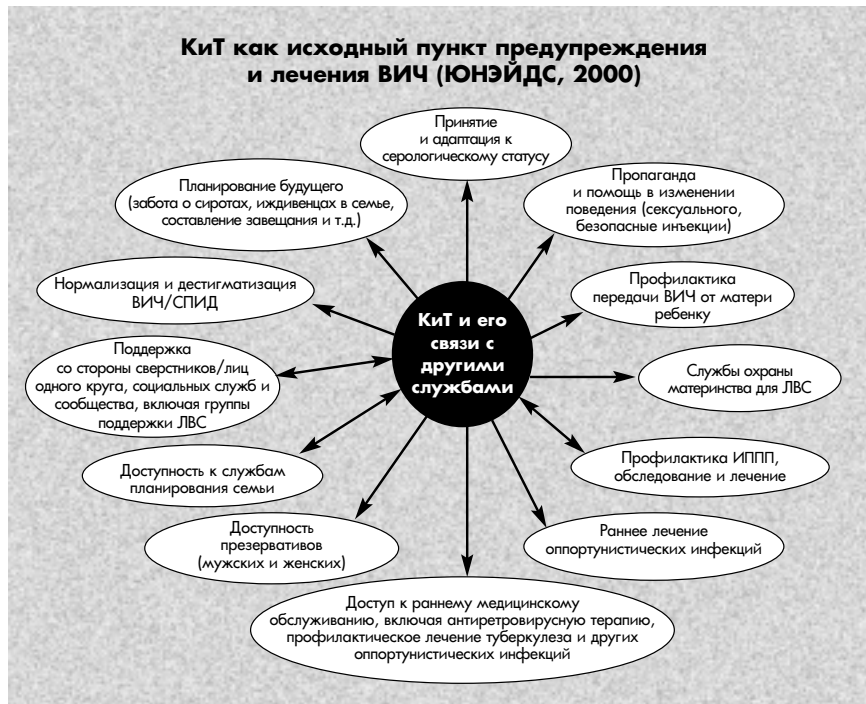 КиТ как исходный пункт предупреждения
и лечения ВИЧ (ЮНЭЙДС, 2000)
Принятие
и адаптация к
серологическому статусу
Планирование будущего
(забота о сиротах, иждивенцах в семье,
составление завещания и т.д.)
Пропаганда
и помощь в изменении
поведения (сексуального,
безопасные инъекции)
Нормализация и дестигматизация
ВИЧ/СПИД
Профилактика
передачи ВИЧ от матери
ребенку
КиТ и его
связи с
другими
службами
Поддержка
со стороны сверстников/лиц
одного круга, социальных служб и
сообщества, включая группы
поддержки ЛВС
Службы охраны
материнства для ЛВС
Доступность к службам
планирования семьи
Профилактика ИППП,
обследование и лечение
Доступность
презервативов
(мужских и женских)
Раннее лечение
оппортунистических инфекций
Доступ к раннему медицинскому
обслуживанию, включая антиретровирусную терапию,
профилактическое лечение туберкулеза и других
оппортунистических инфекций